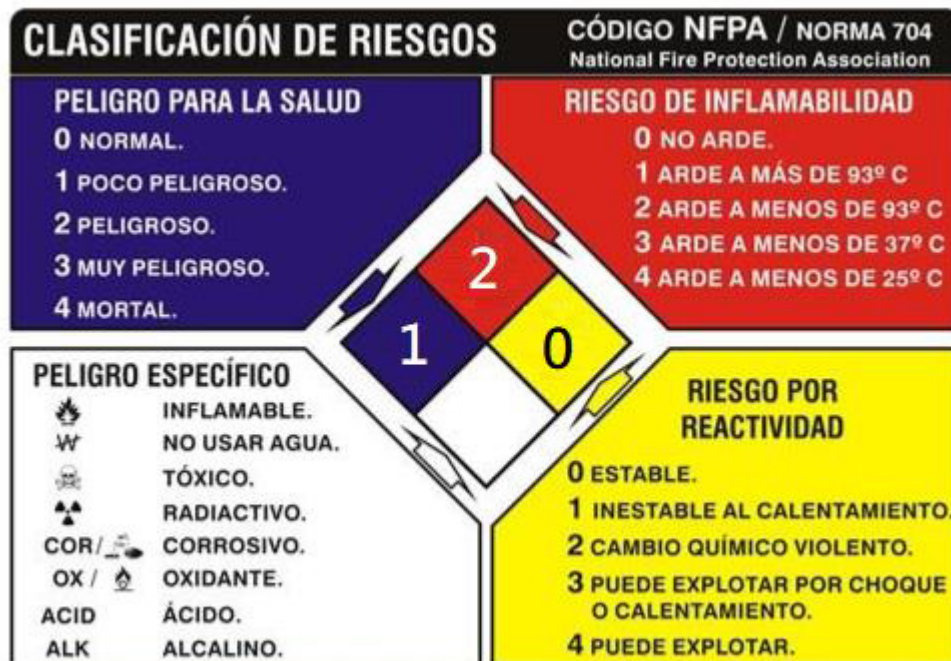 CLASIFICACIÓN DE RIESGOS
CÓDIGO NFPA / NORMA 704
National Fire Protection Association
PELIGRO PARA LA SALUD
0 NORMAL.
1 POCO PELIGROSO.
2 PELIGROSO.
3 MUY PELIGROSO.
4 MORTAL.
RIESGO DE INFLAMABILIDAD
0 NO ARDE.
1 ARDE A MÁS DE 93º C
2 ARDE A MENOS DE 93º C
3 ARDE A MENOS DE 37º C
4 ARDE A MENOS DE 25º C
2
1
0
PELIGRO ESPECÍFICO
INFLAMABLE.
W NO USAR AGUA.
TÓXICO.
RADIACTIVO.
COR/ CORROSIVO.
OX / OXIDANTE.
ACID ÁCIDO.
ALK ALCALINO.
RIESGO POR
REACTIVIDAD
0 ESTABLE.
1 INESTABLE AL CALENTAMIENTO.
2 CAMBIO QUÍMICO VIOLENTO.
3 PUEDE EXPLOTAR POR CHOQUE
O CALENTAMIENTO.
4 PUEDE EXPLOTAR.